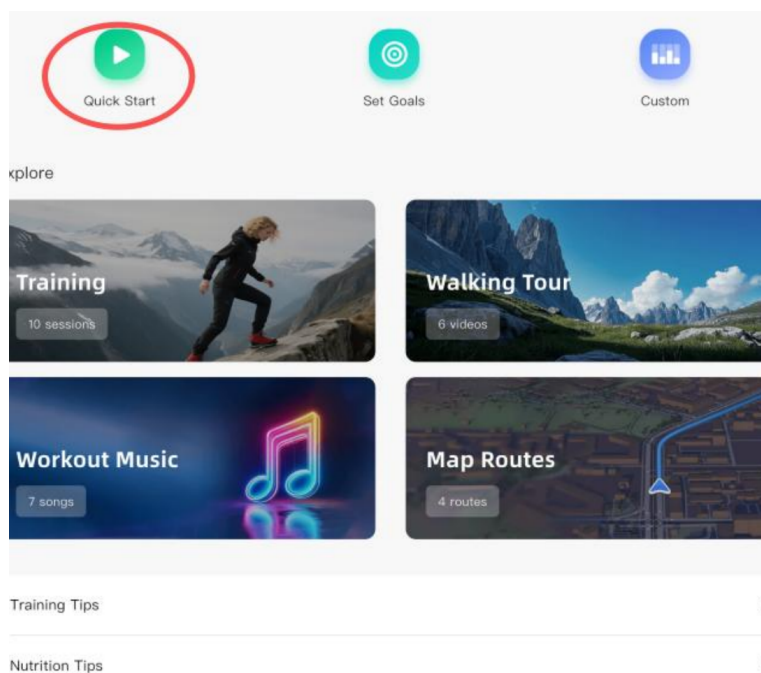 Quick Start
Set Goals
Custom
xplore
Training
10 sessions
Walking Tour
6 videos
Workout Music
7 songs
Map Routes
4 routes
Training Tips
Nutrition Tips